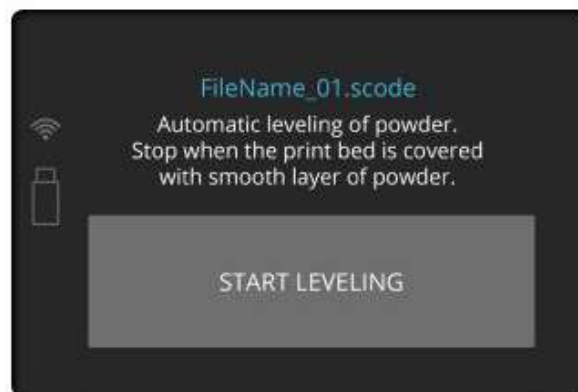 FileName_01.scode
Automatic leveling of powder.
Stop when the print bed is covered
with smooth layer of powder.
START LEVELING